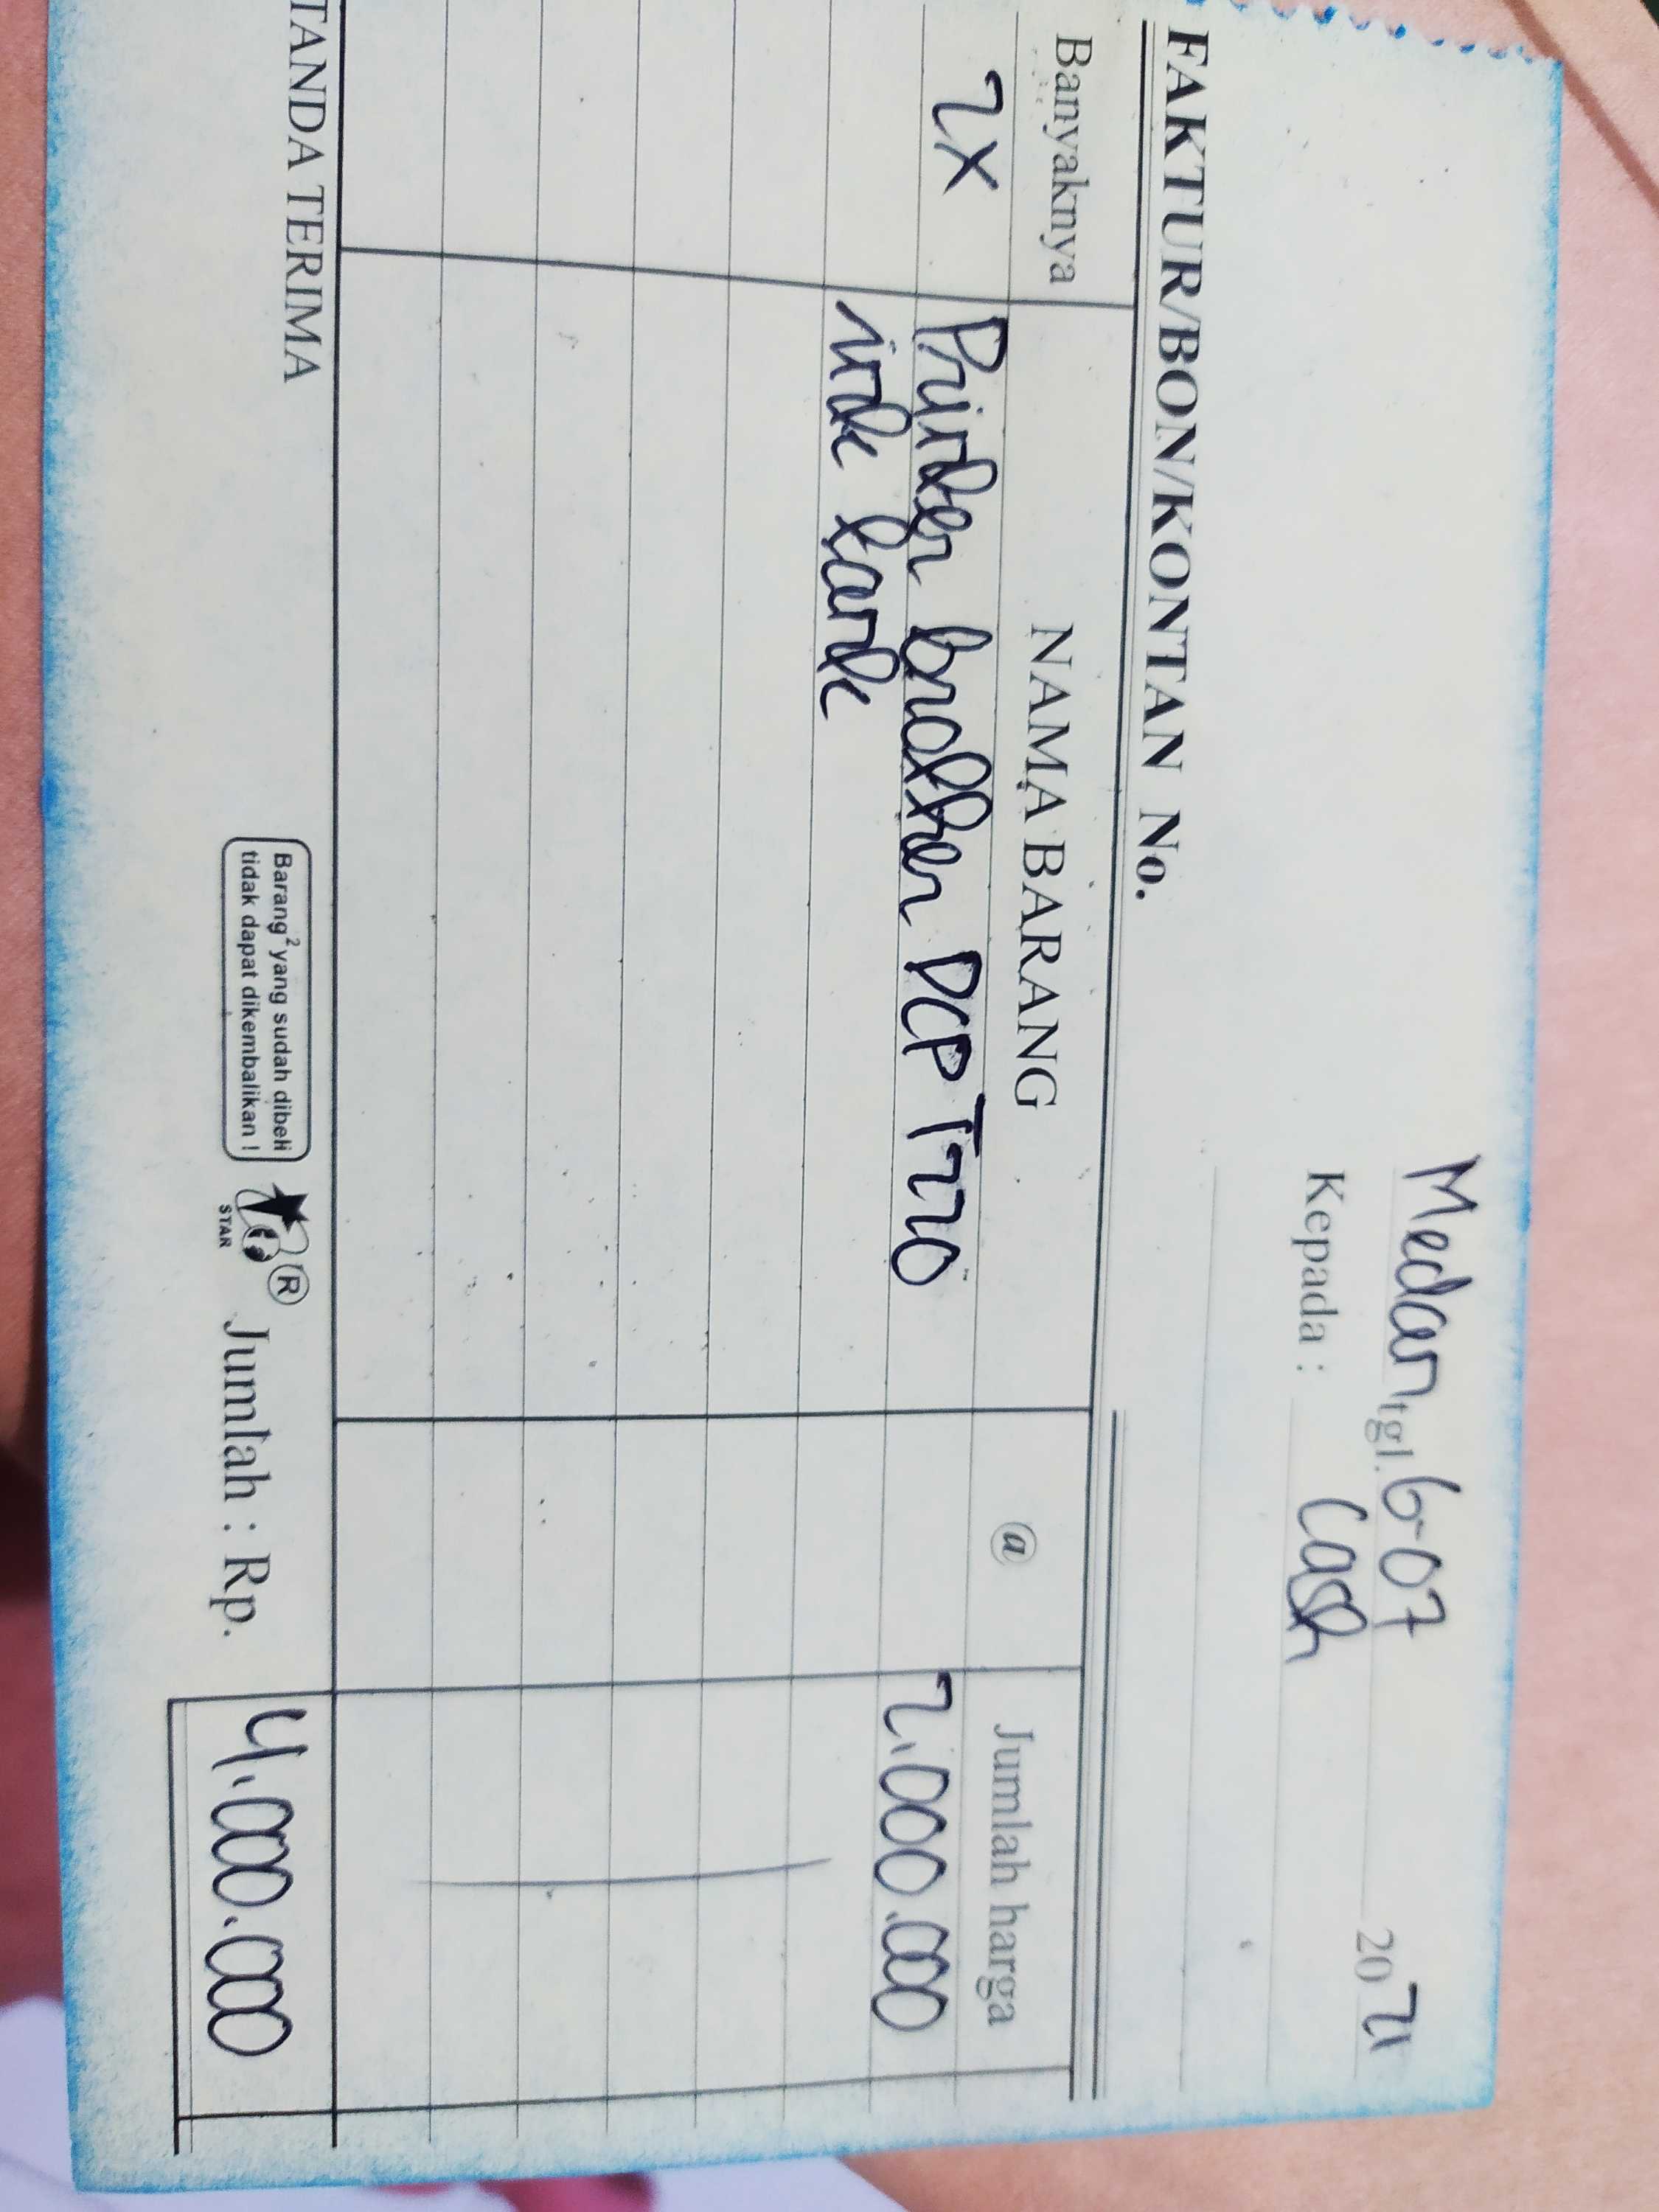 Medan, tgl. 6-07 2021
Kepada : Cash
FAKTUR/BON/KONTAN No.
Banyaknya NAMA BARANG @ Jumlah harga
2x Printer brother DCP T220 2.000.000
ink tank
TANDA TERIMA
Barang² yang sudah dibeli
tidak dapat dikembalikan !
STAR
®
Jumlah : Rp. 4.000.000